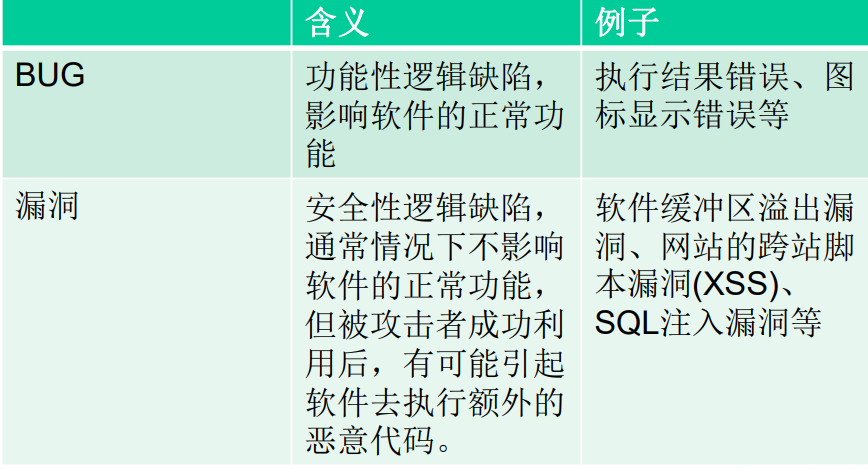 含义
例子
BUG
功能性逻辑缺陷，
影响软件的正常功
能
执行结果错误、图
标显示错误等
漏洞
安全性逻辑缺陷，
通常情况下不影响
软件的正常功能，
但被攻击者成功利
用后，有可能引起
软件去执行额外的
恶意代码。
软件缓冲区溢出漏
洞、网站的跨站脚
本漏洞(XSS)、
SQL注入漏洞等